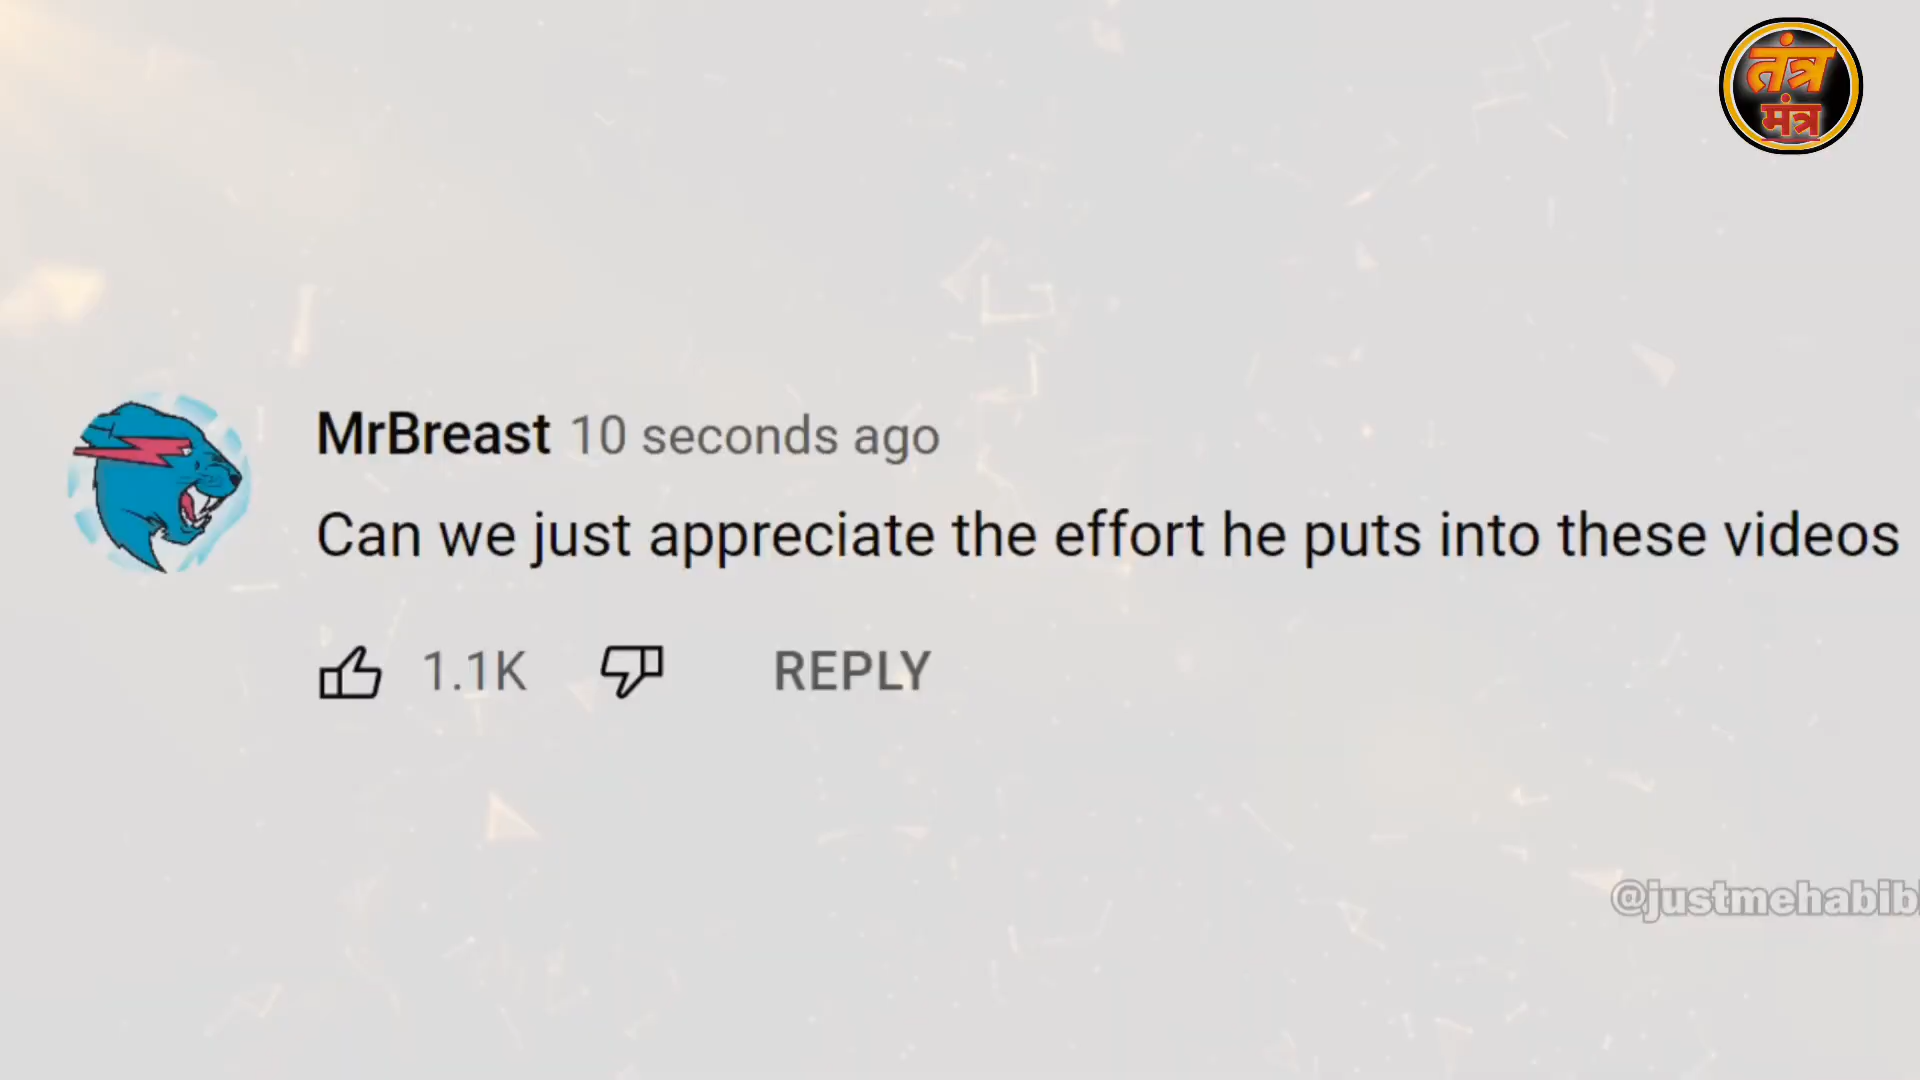 तंत्र
मंत्र
MrBreast 10 seconds ago
Can we just appreciate the effort he puts into these videos
1.1K REPLY
@justmehabib